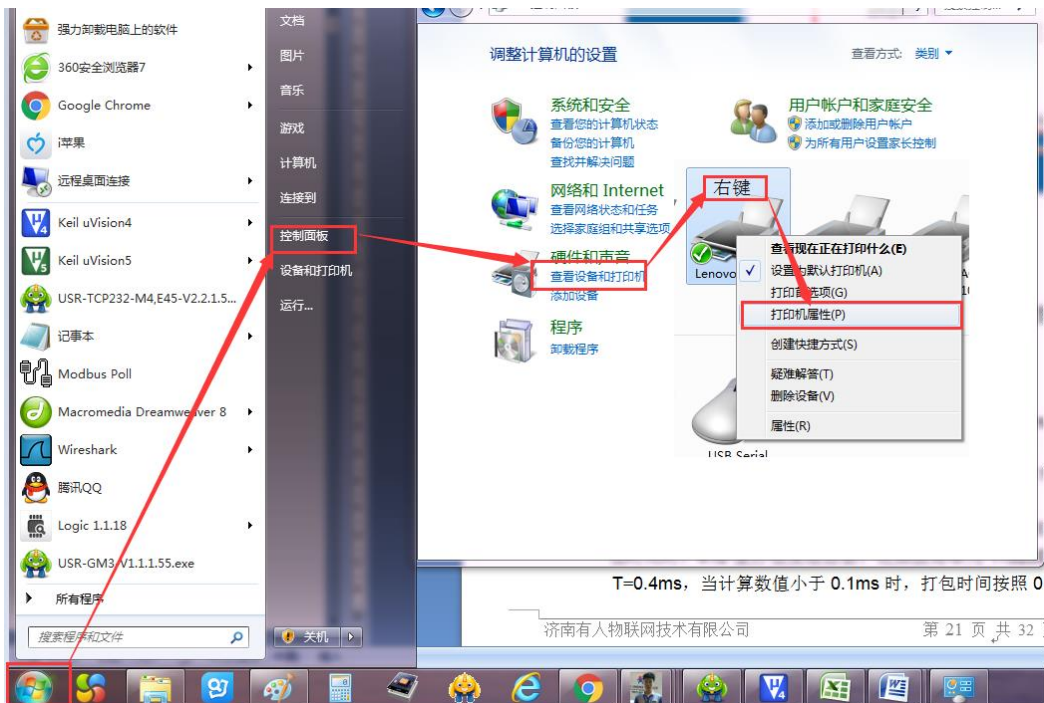 强力卸载电脑上的软件
360安全浏览器7
Google Chrome
i苹果
远程桌面连接
Keil uVision4
Keil uVision5
USR-TCP232-M4,E45-V2.2.1.5...
记事本
Modbus Poll
Macromedia Dreamweaver 8
Wireshark
腾讯QQ
Logic 1.1.18
USR-GM3-V1.1.1.55.exe
所有程序
搜索程序和文件
文档
图片
音乐
游戏
计算机
连接到
控制面板
设备和打印机
运行...
关机
调整计算机的设置
查看方式: 类别
系统和安全
查看您的计算机状态
备份您的计算机
查找并解决问题
网络和 Internet
查看网络状态和任务
选择家庭组和共享选项
硬件和声音
查看设备和打印机
添加设备
程序
卸载程序
用户帐户和家庭安全
添加或删除用户帐户
为所有用户设置家长控制
右键
Lenovo
查看现在正在打印什么(E)
设置为默认打印机(A)
打印首选项(G)
打印机属性(P)
创建快捷方式(S)
疑难解答(T)
删除设备(V)
属性(R)
USB Serial
T=0.4ms，当计算数值小于 0.1ms 时，打包时间按照 0
济南有人物联网技术有限公司
第 21 页 共 32